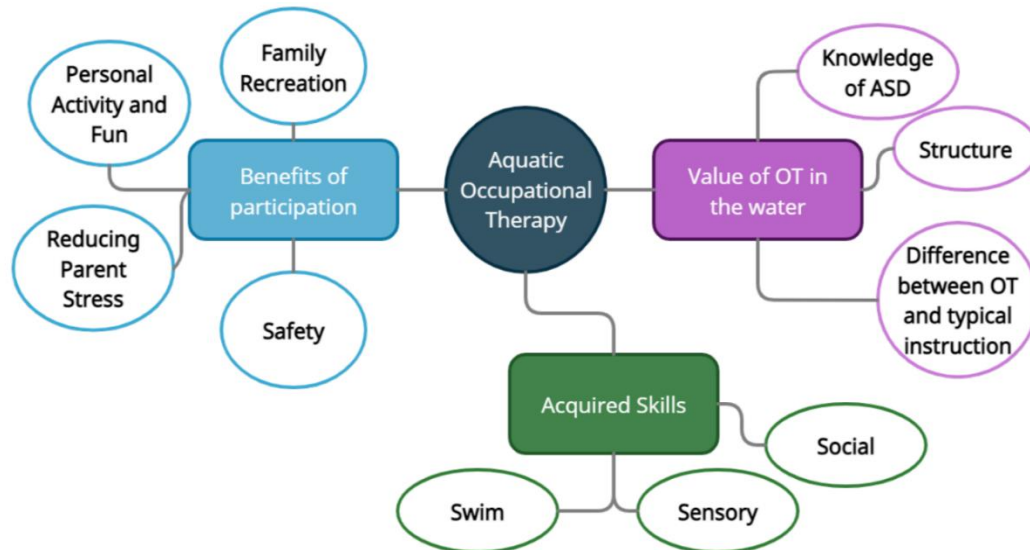 Personal
Activity and
Fun
Family
Recreation
Benefits of
participation
Reducing
Parent
Stress
Safety
Aquatic
Occupational
Therapy
Value of OT in
the water
Knowledge
of ASD
Structure
Difference
between OT
and typical
instruction
Acquired Skills
Social
Swim
Sensory